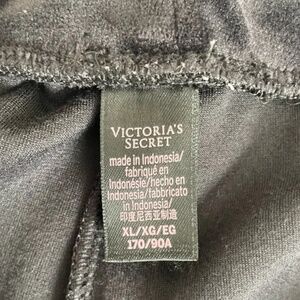 VICTORIA'S
SECRET
made in Indonesia/
fabriqué en
Indonésie/hecho en
Indonesia/fabbricato
in Indonesia/
印度尼西亚制造
XL/XG/EG
170/90A